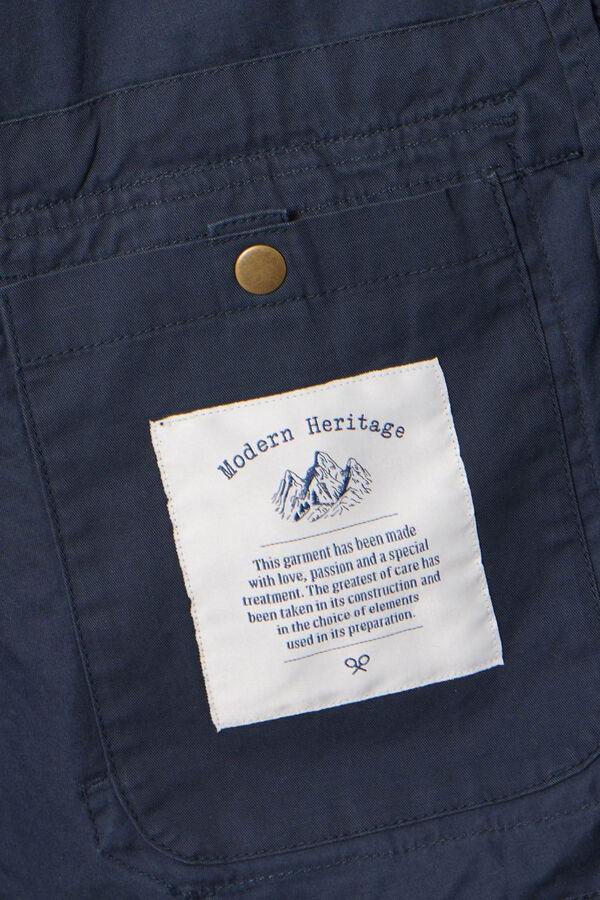 Modern Heritage
This garment has been made
with love, passion and a special
treatment. The greatest of care has
been taken in its construction and
in the choice of elements
used in its preparation.